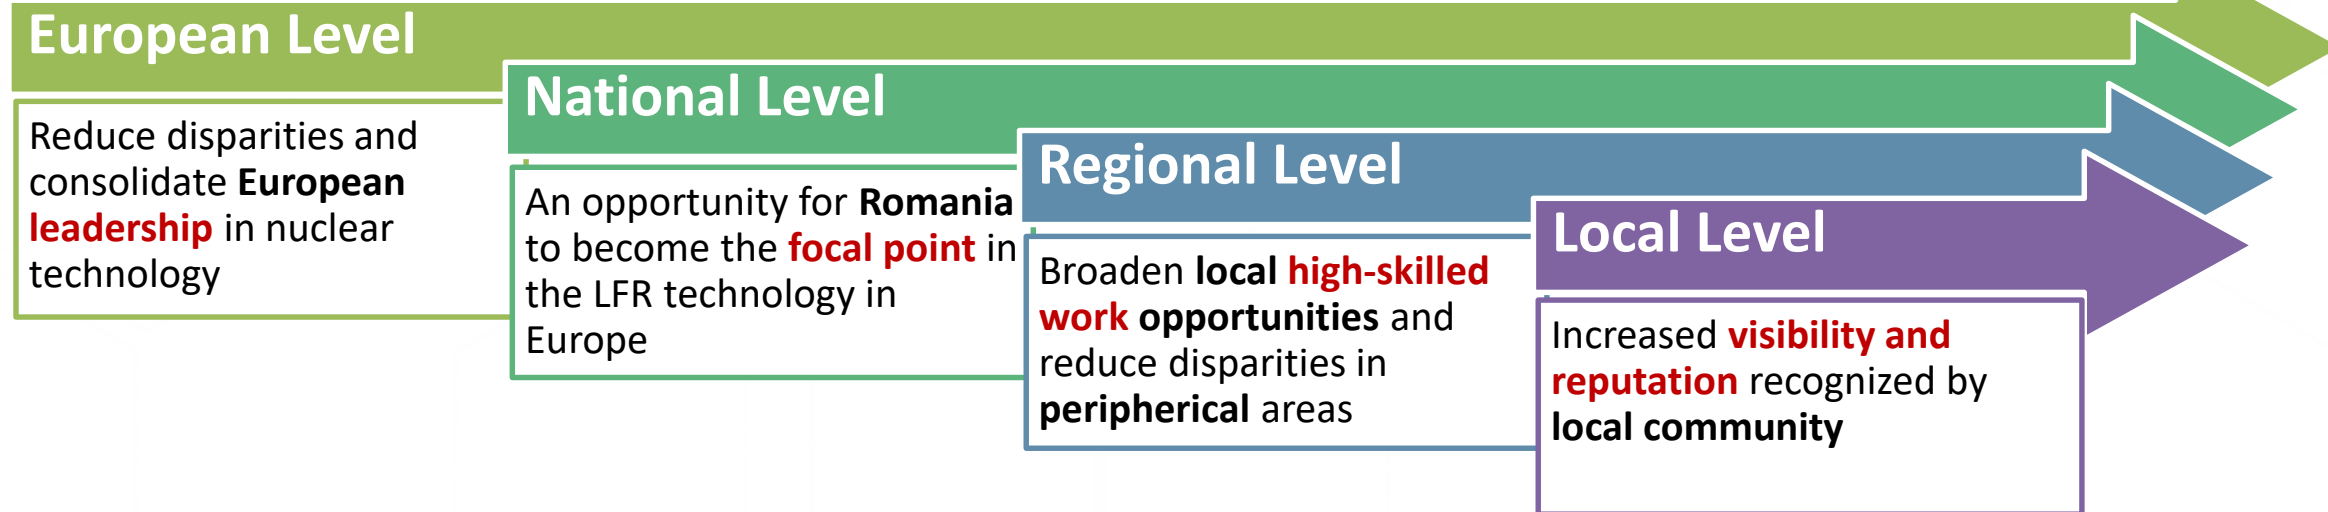 European Level
Reduce disparities and
consolidate European
leadership in nuclear
technology
National Level
An opportunity for Romania
to become the focal point in
the LFR technology in
Europe
Regional Level
Broaden local high-skilled
work opportunities and
reduce disparities in
peripherical areas
Local Level
Increased visibility and
reputation recognized by
local community